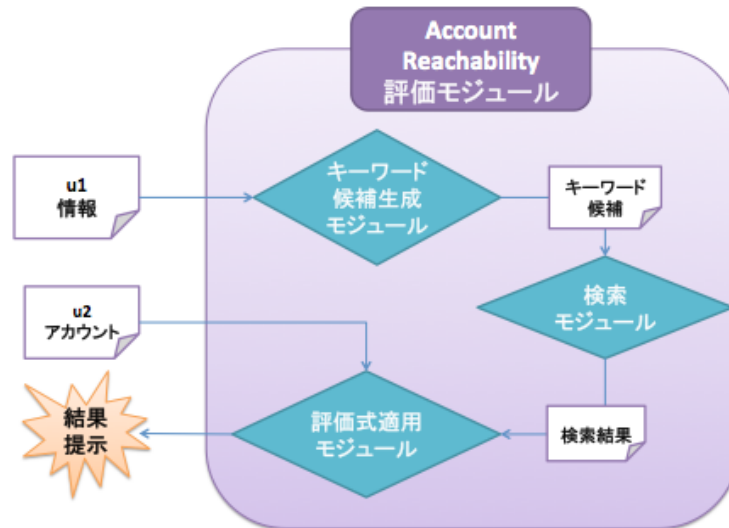 Account
Reachability
評価モジュール
u1
情報
キーワード
候補生成
モジュール
キーワード
候補
検索
モジュール
u2
アカウント
検索結果
評価式適用
モジュール
結果
提示